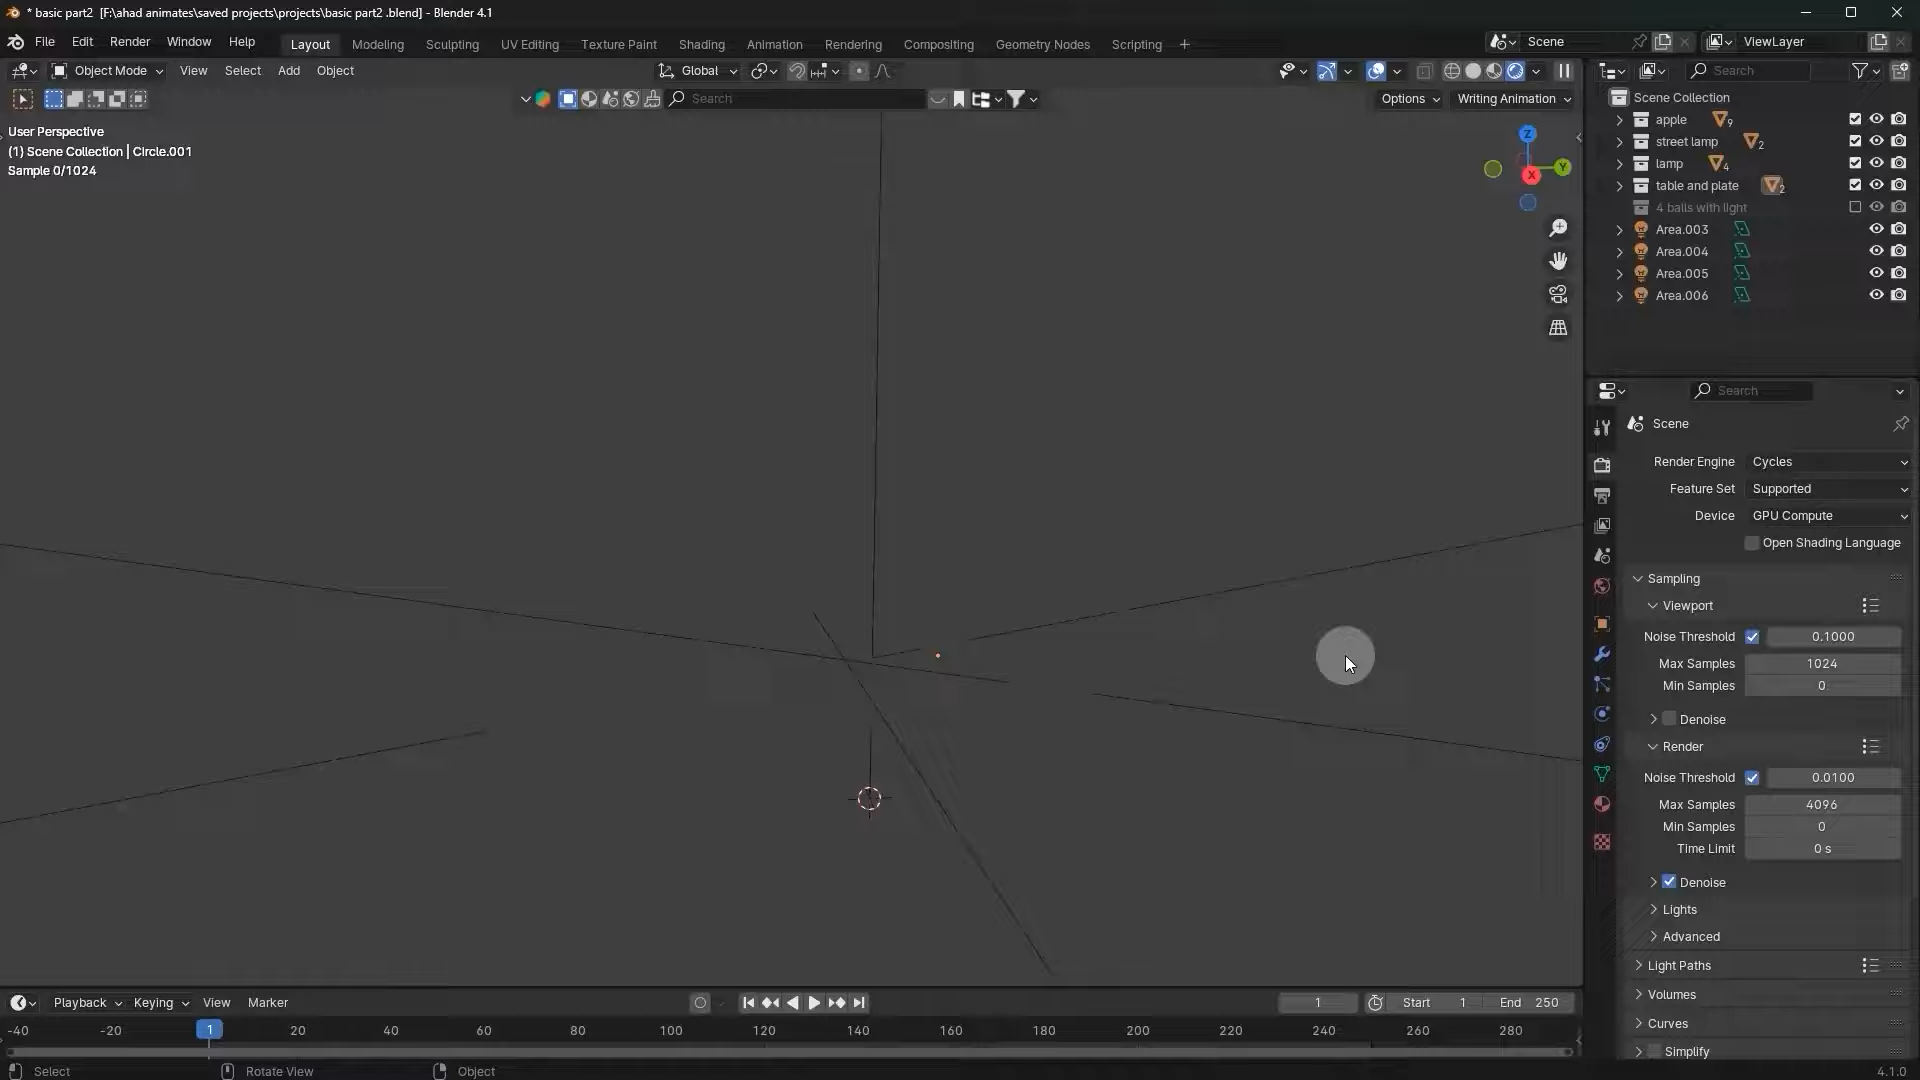 * basic part2 [F:\ahad animates\saved projects\projects\basic part2 .blend] - Blender 4.1
File Edit Render Window Help Layout Modeling Sculpting UV Editing Texture Paint Shading Animation Rendering Compositing Geometry Nodes Scripting + Scene ViewLayer
Object Mode View Select Add Object Global Search
Search Options Writing Animation
Scene Collection
apple 9
street lamp 2
lamp 4
table and plate 2
4 balls with light
Area.003
Area.004
Area.005
Area.006
User Perspective
(1) Scene Collection | Circle.001
Sample 0/1024
Z
Y
X
Search
Scene
Render Engine Cycles
Feature Set Supported
Device GPU Compute
Open Shading Language
Sampling
Viewport
Noise Threshold 0.1000
Max Samples 1024
Min Samples 0
Denoise
Render
Noise Threshold 0.0100
Max Samples 4096
Min Samples 0
Time Limit 0 s
Denoise
Lights
Advanced
Light Paths
Volumes
Curves
Simplify
Playback Keying View Marker 1 Start 1 End 250
-40 -20 1 20 40 60 80 100 120 140 160 180 200 220 240 260 280
Select Rotate View Object 4.1.0